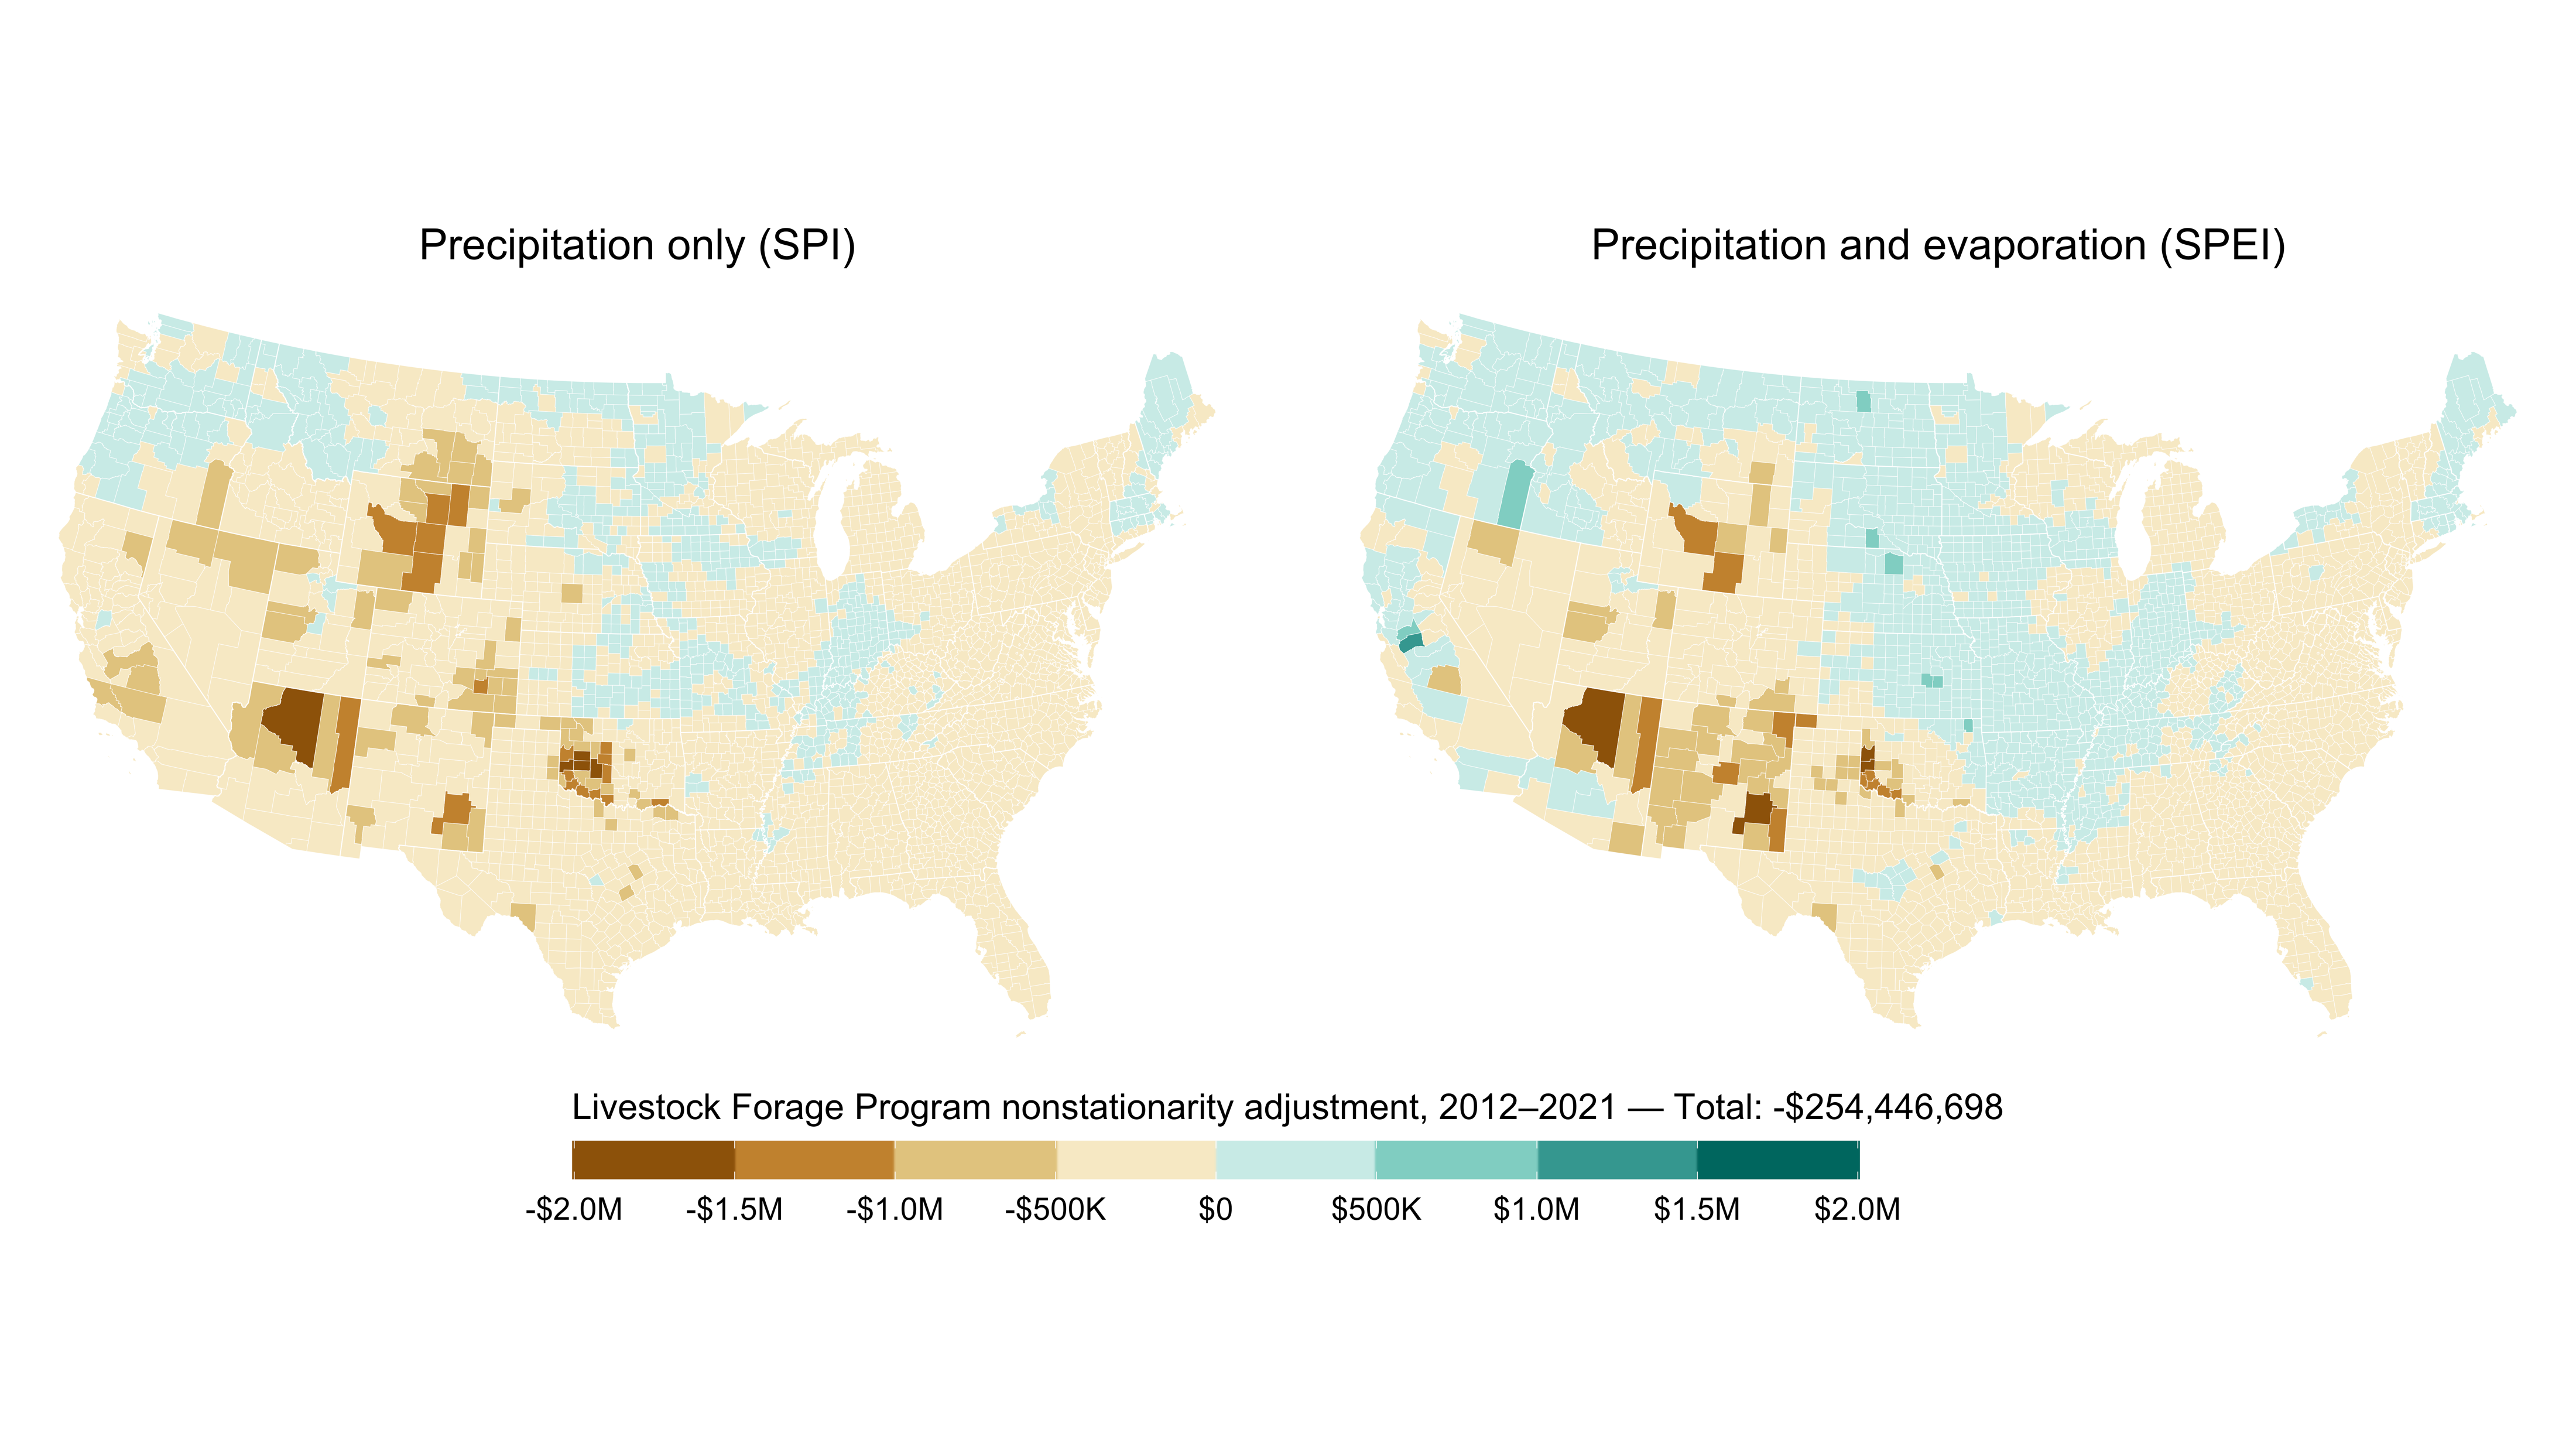 Precipitation only (SPI)
Precipitation and evaporation (SPEI)
Livestock Forage Program nonstationarity adjustment, 2012–2021 — Total: -$254,446,698
-$2.0M -$1.5M -$1.0M -$500K $0 $500K $1.0M $1.5M $2.0M